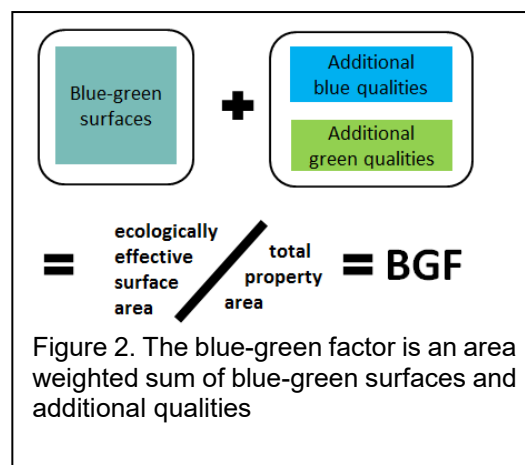 Blue-green
surfaces
+
Additional
blue qualities
Additional
green qualities
=
ecologically
effective
surface
area
/
total
property
area
= BGF
Figure 2. The blue-green factor is an area
weighted sum of blue-green surfaces and
additional qualities